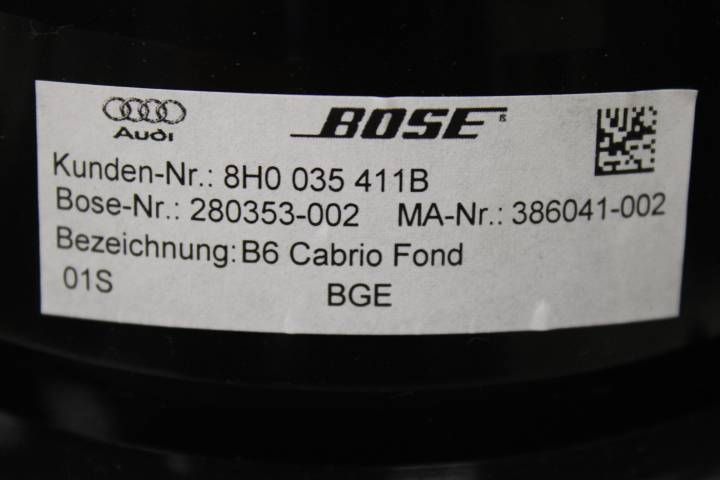 Audi BOSE
Kunden-Nr.: 8H0 035 411B
Bose-Nr.: 280353-002 MA-Nr.: 386041-002
Bezeichnung: B6 Cabrio Fond
01S BGE